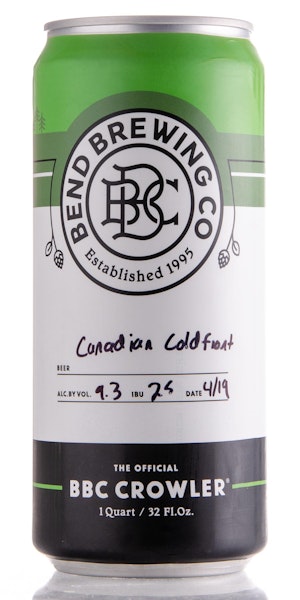 BEND BREWING CO
BBC
Established 1995
Canadian Coldfront
BEER
ALC.BY VOL. 9.3 IBU 25 DATE 4/19
THE OFFICIAL
BBC CROWLER®
1 Quart / 32 Fl.Oz.